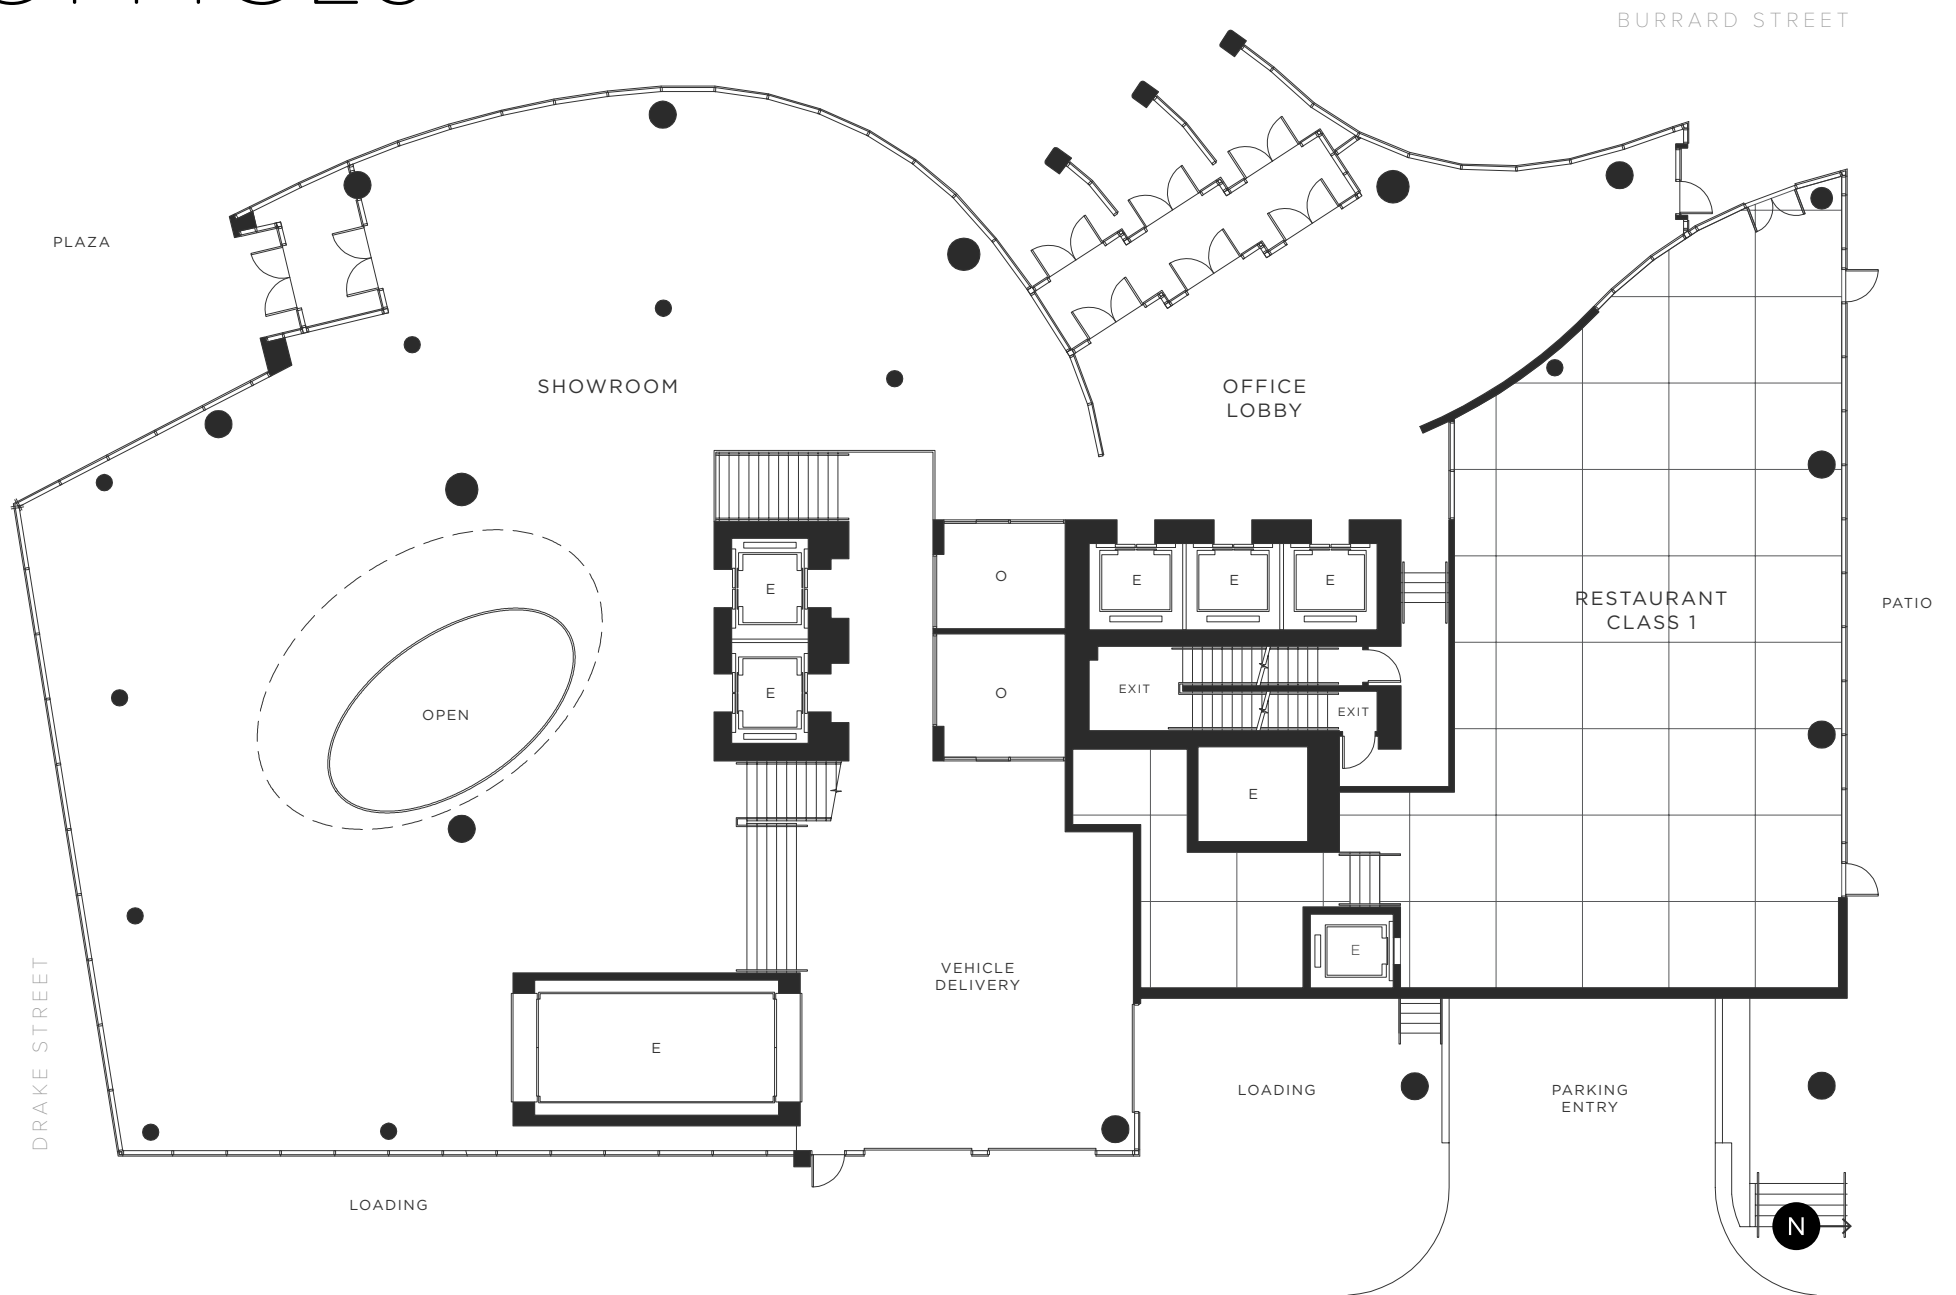 BURRARD STREET
PLAZA
SHOWROOM
OFFICE
LOBBY
E
O
E
E
E
RESTAURANT
CLASS 1
PATIO
E
O
EXIT
EXIT
OPEN
E
E
VEHICLE
DELIVERY
DRAKE STREET
E
LOADING
PARKING
ENTRY
LOADING
N